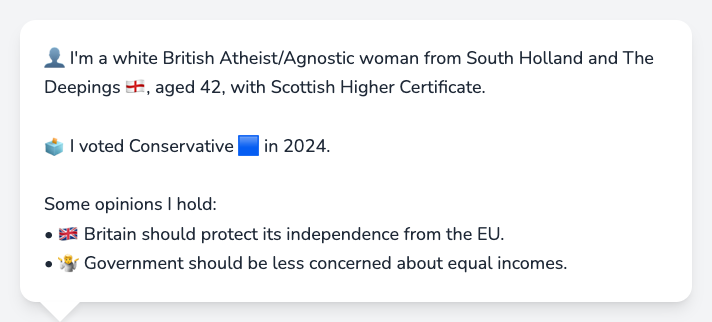 👤 I'm a white British Atheist/Agnostic woman from South Holland and The
Deepings 🏴󠁧󠁢󠁥󠁮󠁧󠁿, aged 42, with Scottish Higher Certificate.
🗳️ I voted Conservative 🟦 in 2024.
Some opinions I hold:
• 🇬🇧 Britain should protect its independence from the EU.
• 🤷‍♀️ Government should be less concerned about equal incomes.